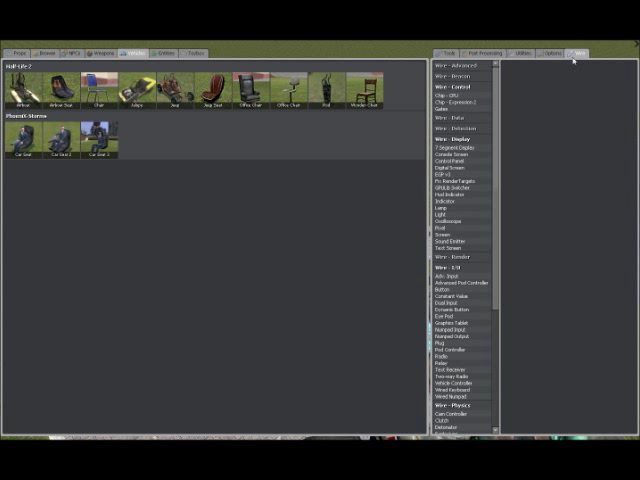 Props Browse NPCs Weapons Vehicles Entities Toybox
Tools Post Processing Utilities Options Wire
Half-Life 2
Airboat Airboat Seat Chair Jalopy Jeep Jeep Seat Office Chair Office Chair Pod Wooden Chair
PhoeniX-Storms
Car Seat Car Seat 2 Car Seat 3
Wire - Advanced
Wire - Beacon
Wire - Control
Chip - CPU
Chip - Expression 2
Gates
Wire - Data
Wire - Detection
Wire - Display
7 Segment Display
Console Screen
Control Panel
Digital Screen
EGP v3
Fix RenderTargets
GPULib Switcher
Hud Indicator
Indicator
Lamp
Light
Oscilloscope
Pixel
Screen
Sound Emitter
Text Screen
Wire - Render
Wire - I/O
Adv. Input
Advanced Pod Controller
Button
Constant Value
Dual Input
Dynamic Button
Eye Pod
Graphics Tablet
Numpad Input
Numpad Output
Plug
Pod Controller
Radio
Relay
Text Receiver
Two-way Radio
Vehicle Controller
Wired Keyboard
Wired Numpad
Wire - Physics
Cam Controller
Clutch
Detonator